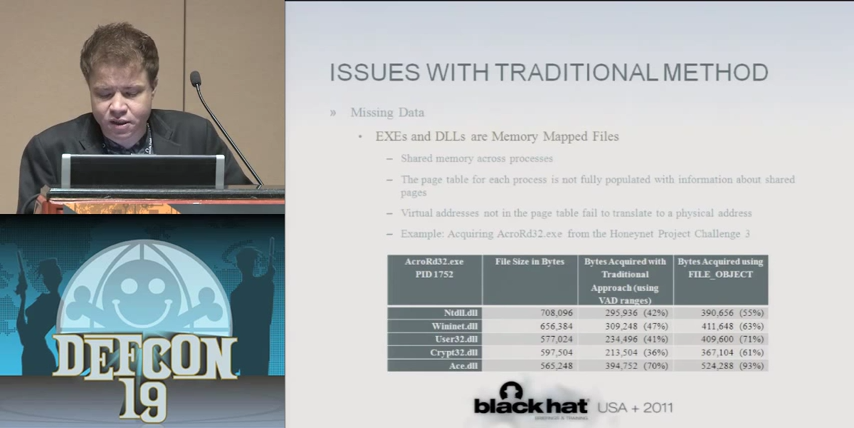 ISSUES WITH TRADITIONAL METHOD
» Missing Data
• EXEs and DLLs are Memory Mapped Files
– Shared memory across processes
– The page table for each process is not fully populated with information about shared
pages
– Virtual addresses not in the page table fail to translate to a physical address
– Example: Acquiring AcroRd32.exe from the Honeynet Project Challenge 3
AcroRd32.exe PID 1752 File Size in Bytes Bytes Acquired with Traditional Approach (using VAD ranges) Bytes Acquired using FILE_OBJECT
Ntdll.dll 708,096 295,936 (42%) 390,656 (55%)
Wininet.dll 656,384 309,248 (47%) 411,648 (63%)
User32.dll 577,024 234,496 (41%) 409,600 (71%)
Crypt32.dll 597,504 213,504 (36%) 367,104 (61%)
Ace.dll 565,248 394,752 (70%) 524,288 (93%)
black hat USA + 2011
DEFCON
19